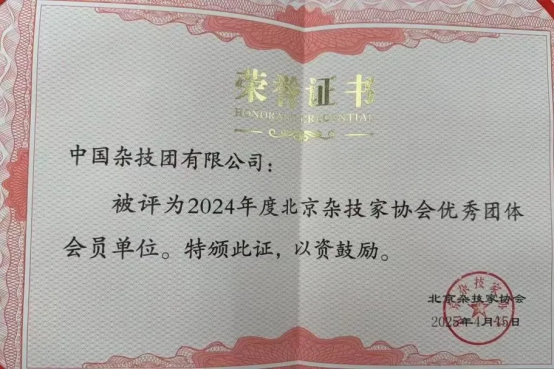 荣誉证书
HONORARY CREDENTIAL
中国杂技团有限公司：
被评为2024年度北京杂技家协会优秀团体
会员单位。特颁此证，以资鼓励。
北京杂技家协会
2025年4月15日